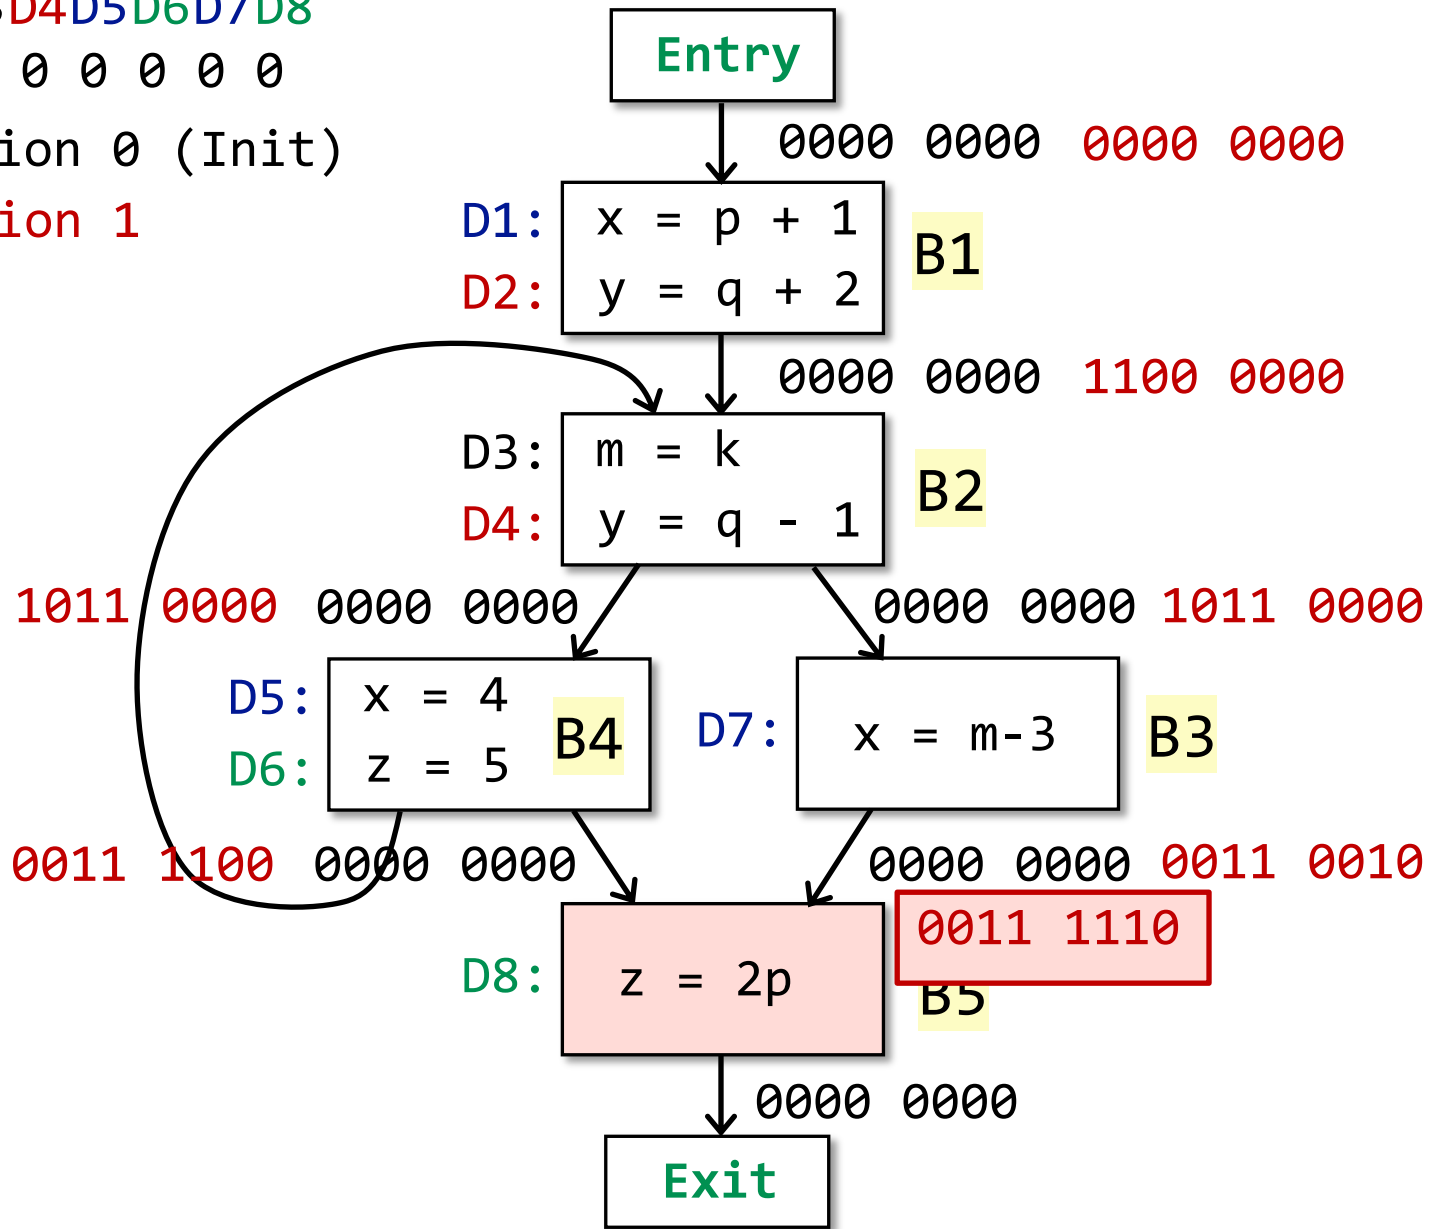 D4D5D6D7D8
0 0 0 0 0
ion 0 (Init)
ion 1
Entry
0000 0000 0000 0000
D1: x = p + 1
D2: y = q + 2
B1
0000 0000 1100 0000
D3: m = k
D4: y = q - 1
B2
1011 0000 0000 0000
0000 0000 1011 0000
D5: x = 4
D6: z = 5
B4
D7: x = m-3
B3
0011 1100 0000 0000
0000 0000 0011 0010
0011 1110
D8: z = 2p
B5
0000 0000
Exit